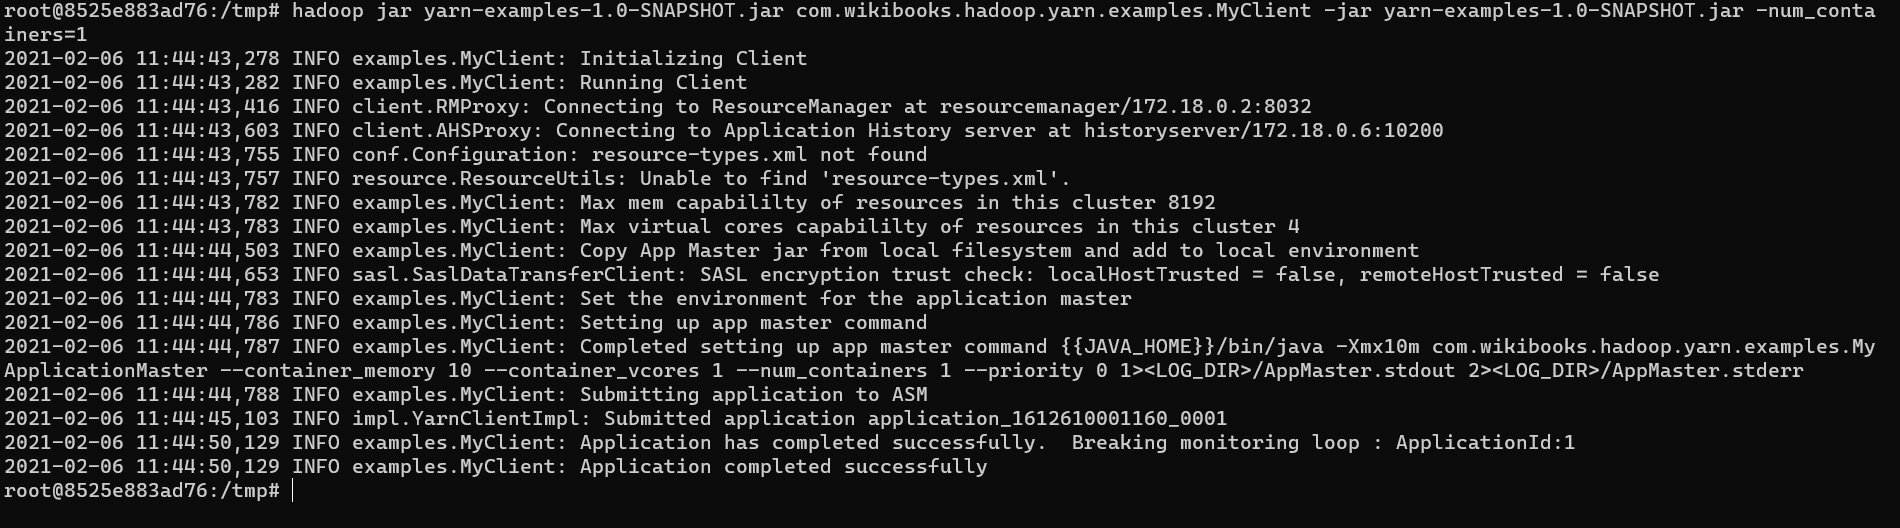 root@8525e883ad76:/tmp# hadoop jar yarn-examples-1.0-SNAPSHOT.jar com.wikibooks.hadoop.yarn.examples.MyClient -jar yarn-examples-1.0-SNAPSHOT.jar -num_conta
iners=1
2021-02-06 11:44:43,278 INFO examples.MyClient: Initializing Client
2021-02-06 11:44:43,282 INFO examples.MyClient: Running Client
2021-02-06 11:44:43,416 INFO client.RMProxy: Connecting to ResourceManager at resourcemanager/172.18.0.2:8032
2021-02-06 11:44:43,603 INFO client.AHSProxy: Connecting to Application History server at historyserver/172.18.0.6:10200
2021-02-06 11:44:43,755 INFO conf.Configuration: resource-types.xml not found
2021-02-06 11:44:43,757 INFO resource.ResourceUtils: Unable to find 'resource-types.xml'.
2021-02-06 11:44:43,782 INFO examples.MyClient: Max mem capabililty of resources in this cluster 8192
2021-02-06 11:44:43,783 INFO examples.MyClient: Max virtual cores capabililty of resources in this cluster 4
2021-02-06 11:44:44,503 INFO examples.MyClient: Copy App Master jar from local filesystem and add to local environment
2021-02-06 11:44:44,653 INFO sasl.SaslDataTransferClient: SASL encryption trust check: localHostTrusted = false, remoteHostTrusted = false
2021-02-06 11:44:44,783 INFO examples.MyClient: Set the environment for the application master
2021-02-06 11:44:44,786 INFO examples.MyClient: Setting up app master command
2021-02-06 11:44:44,787 INFO examples.MyClient: Completed setting up app master command {{JAVA_HOME}}/bin/java -Xmx10m com.wikibooks.hadoop.yarn.examples.My
ApplicationMaster --container_memory 10 --container_vcores 1 --num_containers 1 --priority 0 1><LOG_DIR>/AppMaster.stdout 2><LOG_DIR>/AppMaster.stderr
2021-02-06 11:44:44,788 INFO examples.MyClient: Submitting application to ASM
2021-02-06 11:44:45,103 INFO impl.YarnClientImpl: Submitted application application_1612610001160_0001
2021-02-06 11:44:50,129 INFO examples.MyClient: Application has completed successfully.  Breaking monitoring loop : ApplicationId:1
2021-02-06 11:44:50,129 INFO examples.MyClient: Application completed successfully
root@8525e883ad76:/tmp#